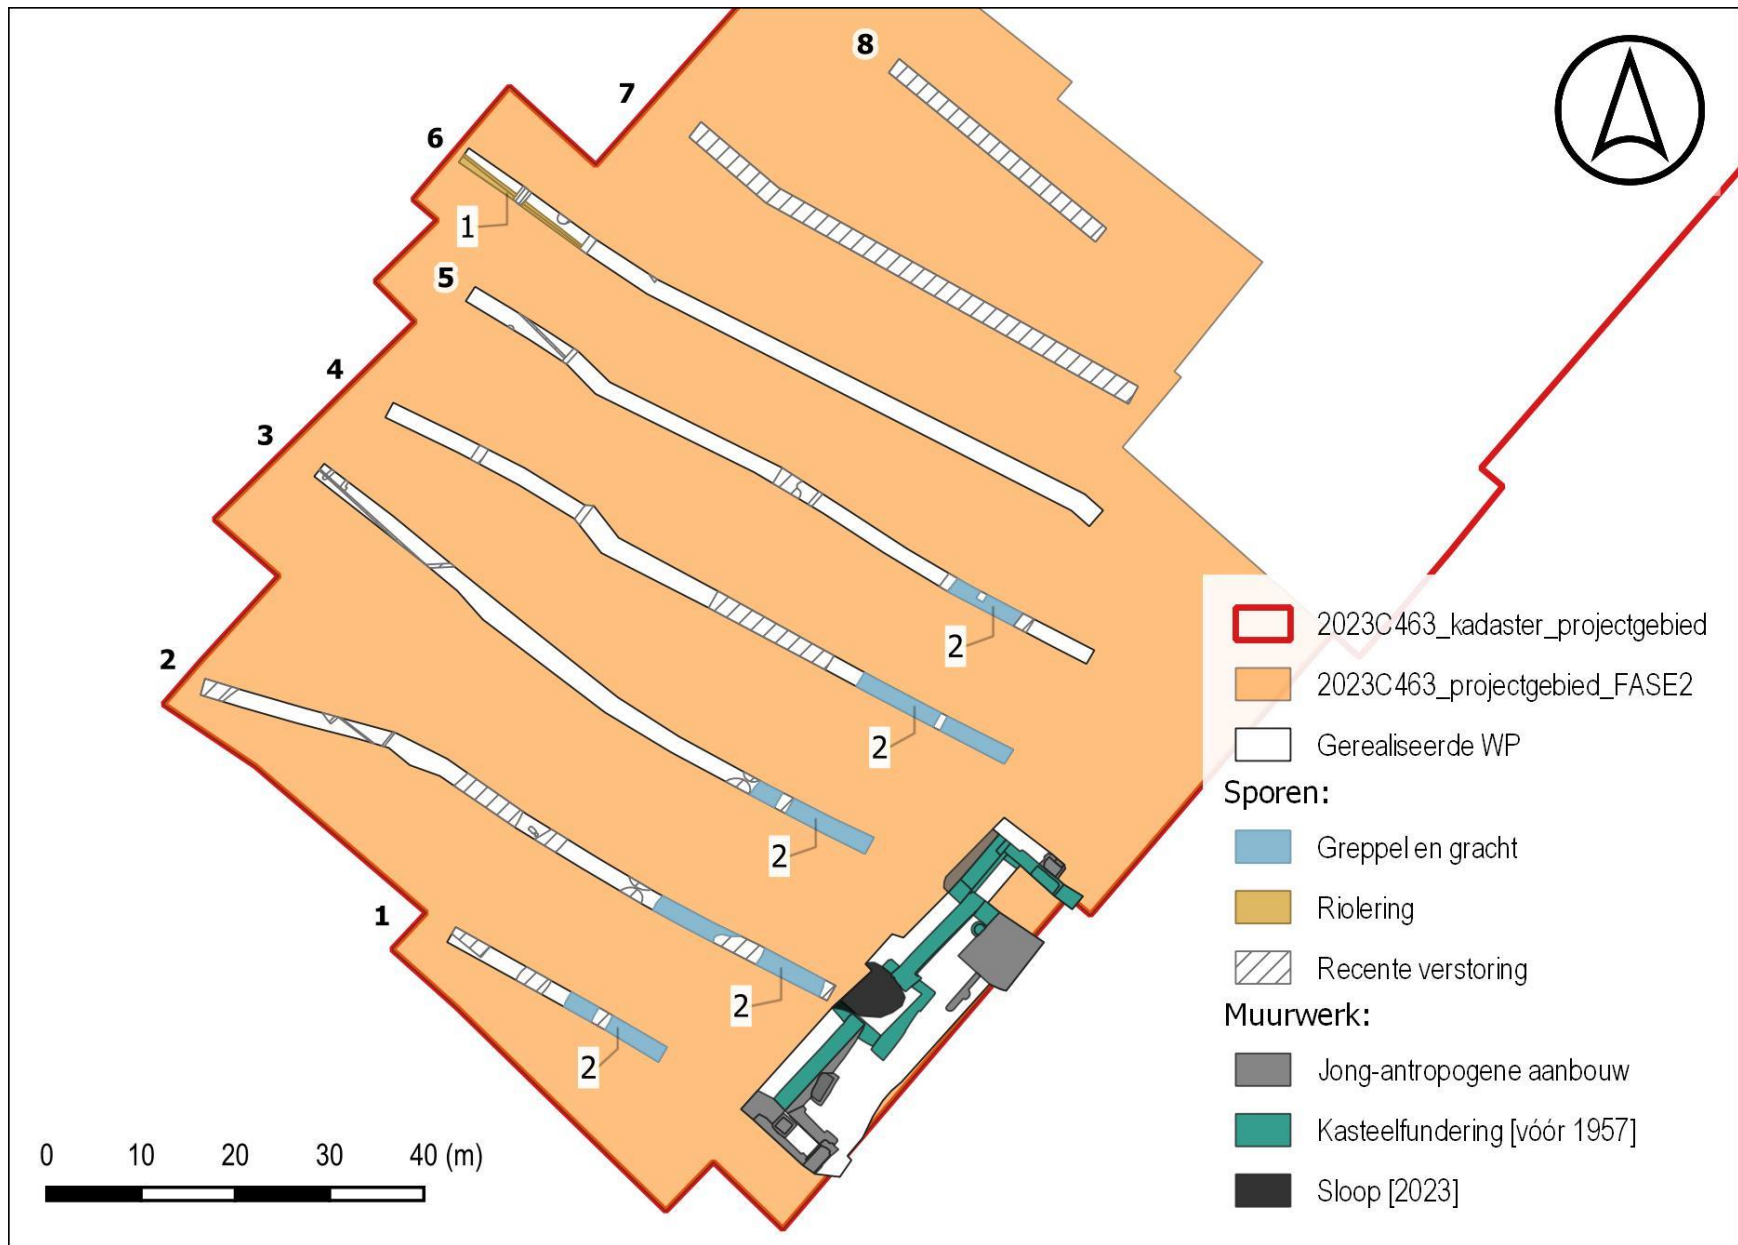 8
7
6
1
5
4
3
2
2
2
2
1
2
2
0 10 20 30 40 (m)
2023C463_kadaster_projectgebied
2023C463_projectgebied_FASE2
Gerealiseerde WP
Sporen:
Greppel en gracht
Riolering
Recente verstoring
Muurwerk:
Jong-antropogene aanbouw
Kasteelfundering [vóór 1957]
Sloop [2023]